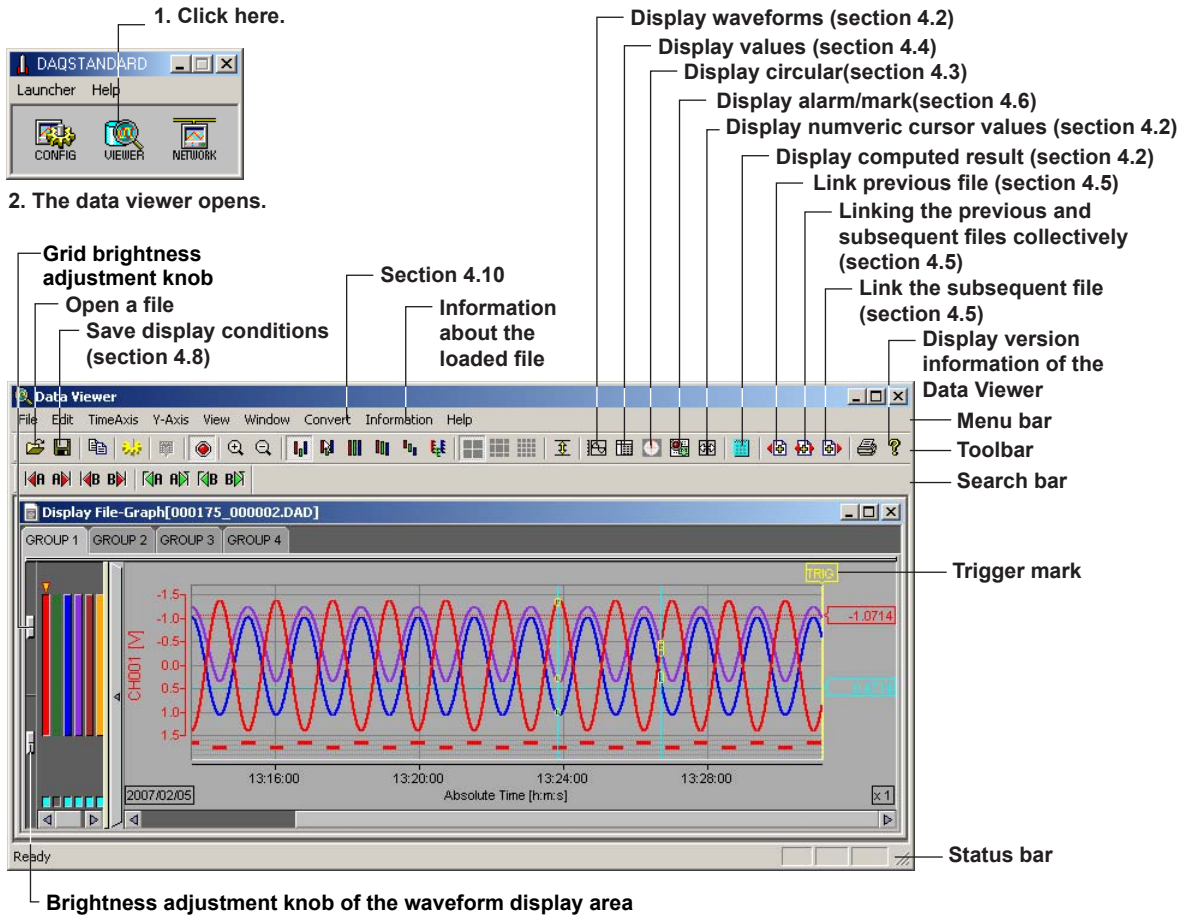 1. Click here.
DAQSTANDARD
Launcher Help
CONFIG VIEWER NETWORK
2. The data viewer opens.
Display waveforms (section 4.2)
Display values (section 4.4)
Display circular(section 4.3)
Display alarm/mark(section 4.6)
Display numveric cursor values (section 4.2)
Display computed result (section 4.2)
Link previous file (section 4.5)
Linking the previous and
subsequent files collectively
(section 4.5)
Link the subsequent file
(section 4.5)
Display version
information of the
Data Viewer
Grid brightness
adjustment knob
Open a file
Save display conditions
(section 4.8)
Section 4.10
Information
about the
loaded file
Data Viewer
File Edit TimeAxis Y-Axis View Window Convert Information Help
Menu bar
Toolbar
A A B B A A B B
Search bar
Display File-Graph[000175_000002.DAD]
GROUP 1 GROUP 2 GROUP 3 GROUP 4
TRIG
Trigger mark
CH001 [V]
-1.5
-1.0
-0.5
0.0
0.5
1.0
1.5
-1.0714
13:16:00 13:20:00 13:24:00 13:28:00
2007/02/05
Absolute Time [h:m:s]
x 1
Ready
Status bar
Brightness adjustment knob of the waveform display area